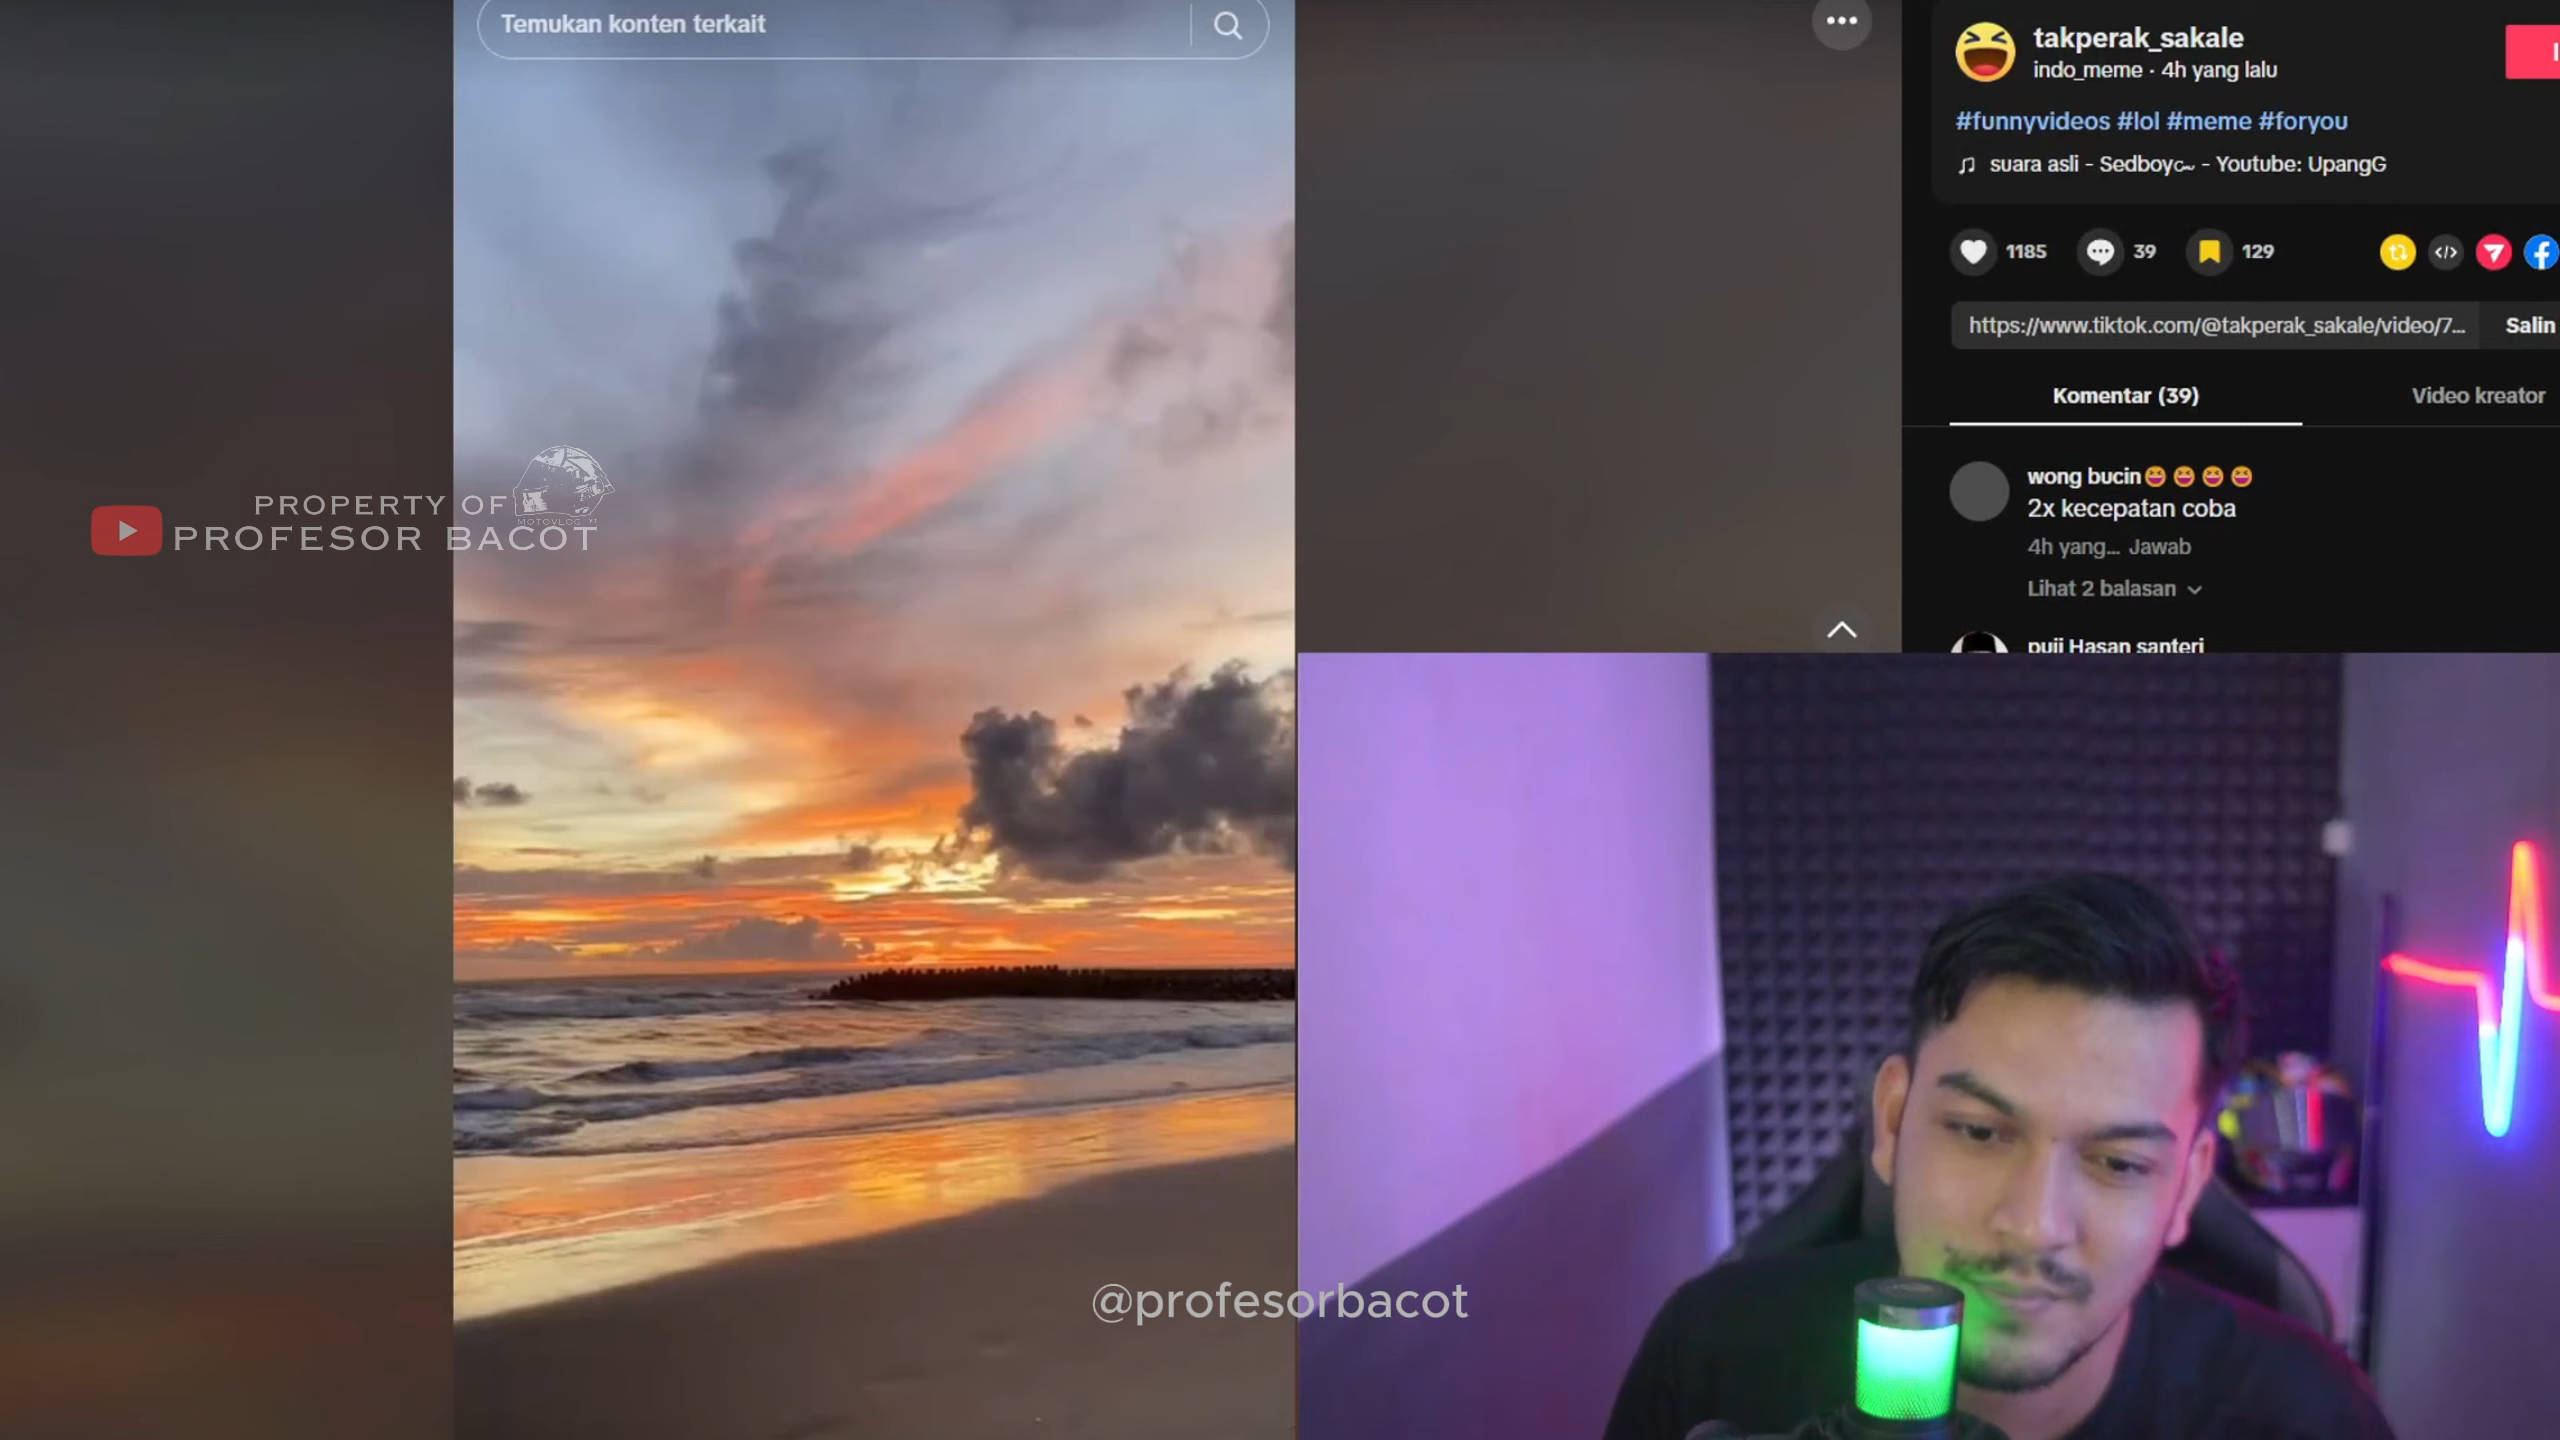 Temukan konten terkait
takperak_sakale
indo_meme · 4h yang lalu
#funnyvideos #lol #meme #foryou
suara asli - Sedboy - Youtube: UpangG
1185
39
129
https://www.tiktok.com/@takperak_sakale/video/7...
Salin
Komentar (39)
Video kreator
wong bucin😆😆😆😆
2x kecepatan coba
4h yang... Jawab
Lihat 2 balasan
puji Hasan santeri
PROPERTY OF
MOTOVLOG YT
PROFESOR BACOT
@profesorbacot